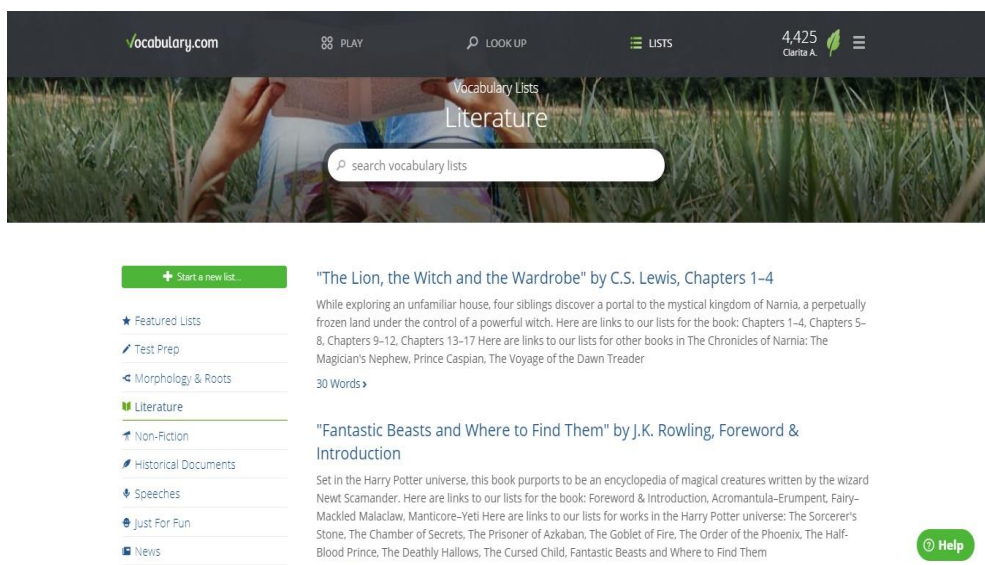 Vocabulary.com
PLAY
LOOK UP
LISTS
4,425
Clarita A.
Vocabulary Lists
Literature
search vocabulary lists
Start a new list...
Featured Lists
Test Prep
Morphology & Roots
Literature
Non-Fiction
Historical Documents
Speeches
Just For Fun
News
"The Lion, the Witch and the Wardrobe" by C.S. Lewis, Chapters 1–4
While exploring an unfamiliar house, four siblings discover a portal to the mystical kingdom of Narnia, a perpetually
frozen land under the control of a powerful witch. Here are links to our lists for the book: Chapters 1–4, Chapters 5–
8, Chapters 9–12, Chapters 13–17 Here are links to our lists for other books in The Chronicles of Narnia: The
Magician's Nephew, Prince Caspian, The Voyage of the Dawn Treader
30 Words ›
"Fantastic Beasts and Where to Find Them" by J.K. Rowling, Foreword &
Introduction
Set in the Harry Potter universe, this book purports to be an encyclopedia of magical creatures written by the wizard
Newt Scamander. Here are links to our lists for the book: Foreword & Introduction, Acromantula–Erumpent, Fairy–
Mackled Malaclaw, Manticore–Yeti Here are links to our lists for works in the Harry Potter universe: The Sorcerer's
Stone, The Chamber of Secrets, The Prisoner of Azkaban, The Goblet of Fire, The Order of the Phoenix, The Half-
Blood Prince, The Deathly Hallows, The Cursed Child, Fantastic Beasts and Where to Find Them
Help